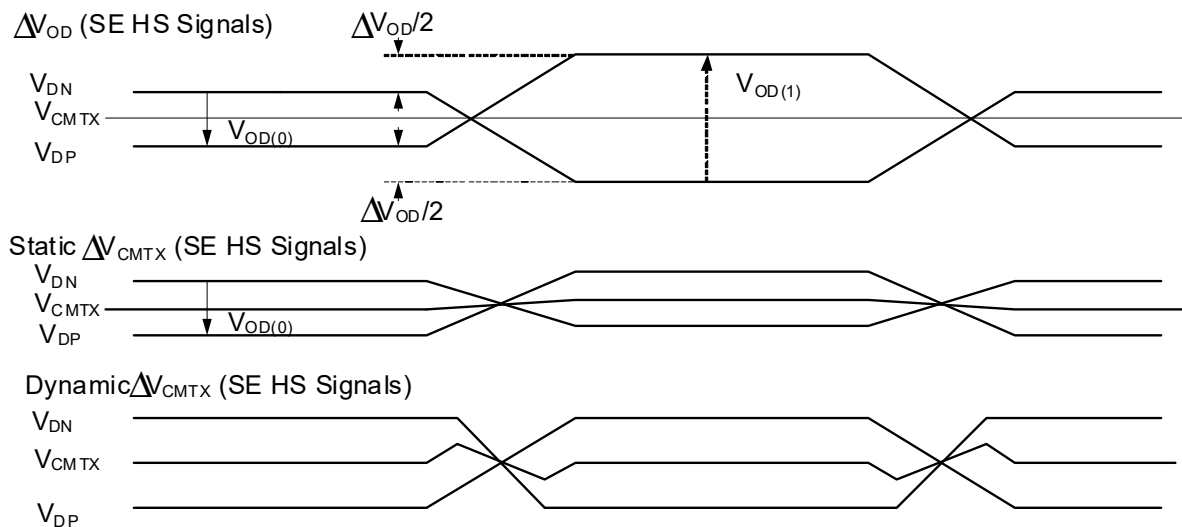 ΔV_OD (SE HS Signals)
ΔV_OD/2
V_DN
V_CMTX
V_OD(0)
V_OD(1)
V_DP
ΔV_OD/2
Static ΔV_CMTX (SE HS Signals)
V_DN
V_CMTX
V_OD(0)
V_DP
Dynamic ΔV_CMTX (SE HS Signals)
V_DN
V_CMTX
V_DP